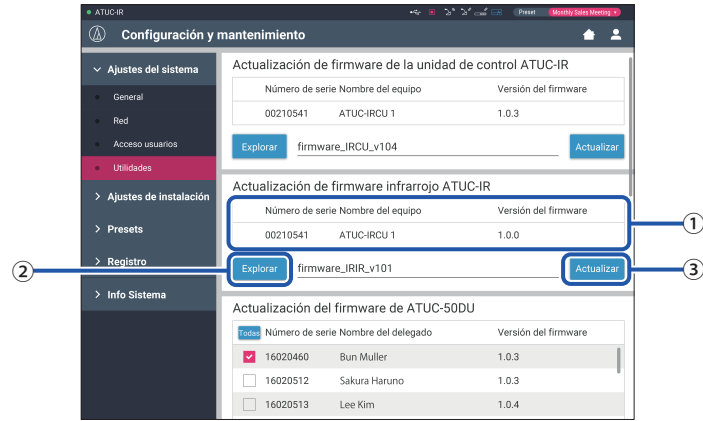 ATUC-IR
Preset Monthly Sales Meeting
Configuración y mantenimiento
Ajustes del sistema
General
Red
Acceso usuarios
Utilidades
Ajustes de instalación
Presets
Registro
Info Sistema
Actualización de firmware de la unidad de control ATUC-IR
Número de serie Nombre del equipo Versión del firmware
00210541 ATUC-IRCU 1 1.0.3
Explorar firmware_IRCU_v104 Actualizar
Actualización de firmware infrarrojo ATUC-IR
Número de serie Nombre del equipo Versión del firmware
00210541 ATUC-IRCU 1 1.0.0
①
② Explorar firmware_IRIR_v101 Actualizar ③
Actualización del firmware de ATUC-50DU
Todas Número de serie Nombre del delegado Versión del firmware
16020460 Bun Muller 1.0.3
16020512 Sakura Haruno 1.0.3
16020513 Lee Kim 1.0.4